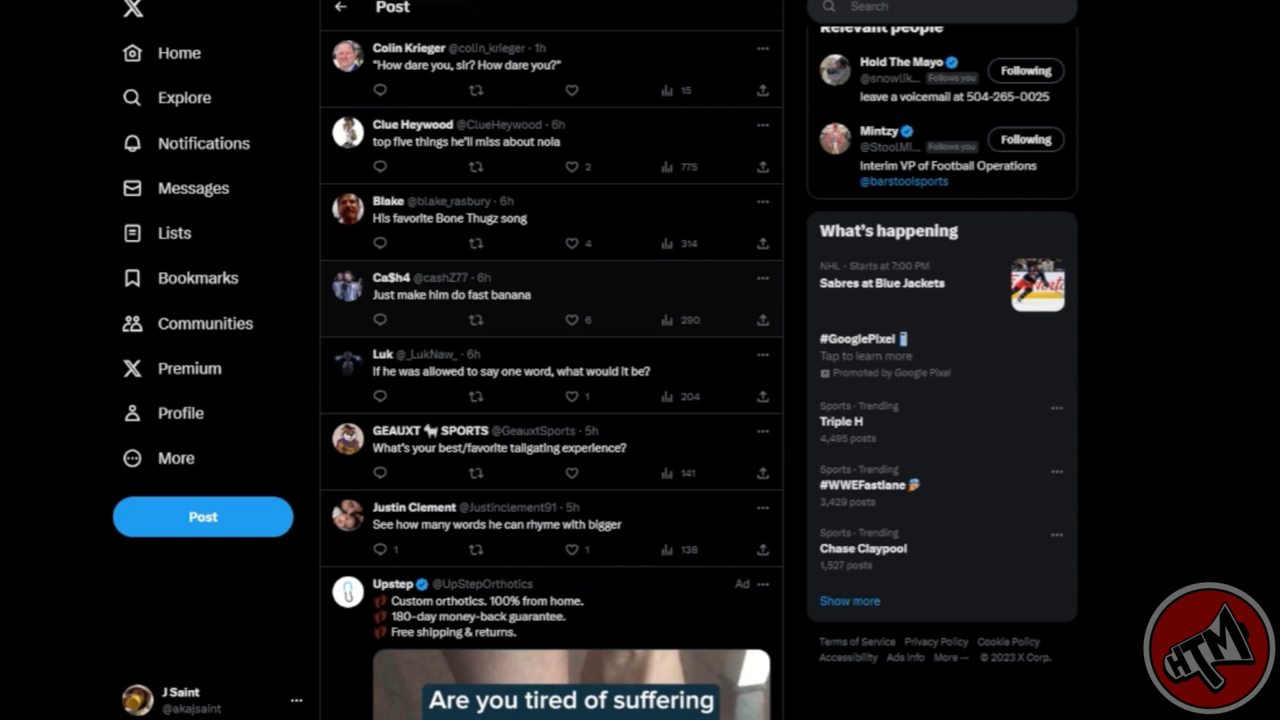 X
Post
Search
Home
Explore
Notifications
Messages
Lists
Bookmarks
Communities
Premium
Profile
More
Post
J Saint
@akajsaint
Colin Krieger @colin_krieger · 1h
"How dare you, sir? How dare you?"
15
Clue Heywood @ClueHeywood · 6h
top five things he'll miss about nola
2 775
Blake @blake_rasbury · 6h
His favorite Bone Thugz song
4 314
Ca$h4 @cashZ77 · 6h
Just make him do fast banana
6 290
Luk @_LukNaw_ · 6h
If he was allowed to say one word, what would it be?
1 204
GEAUXT 🐐 SPORTS @GeauxtSports · 5h
What's your best/favorite tailgating experience?
141
Justin Clement @Justinclement91 · 5h
See how many words he can rhyme with bigger
1 1 138
Upstep @UpStepOrthotics Ad
👣 Custom orthotics. 100% from home.
👣 180-day money-back guarantee.
👣 Free shipping & returns.
Are you tired of suffering
Relevant people
Hold The Mayo
@snowlik... Follows you
Following
leave a voicemail at 504-265-0025
Mintzy
@StoolMI... Follows you
Following
Interim VP of Football Operations
@barstoolsports
What's happening
NHL · Starts at 7:00 PM
Sabres at Blue Jackets
#GooglePixel
Tap to learn more
Promoted by Google Pixel
Sports · Trending
Triple H
4,495 posts
Sports · Trending
#WWEFastlane
3,429 posts
Sports · Trending
Chase Claypool
1,527 posts
Show more
Terms of Service Privacy Policy Cookie Policy
Accessibility Ads info More ··· © 2023 X Corp.
HTM